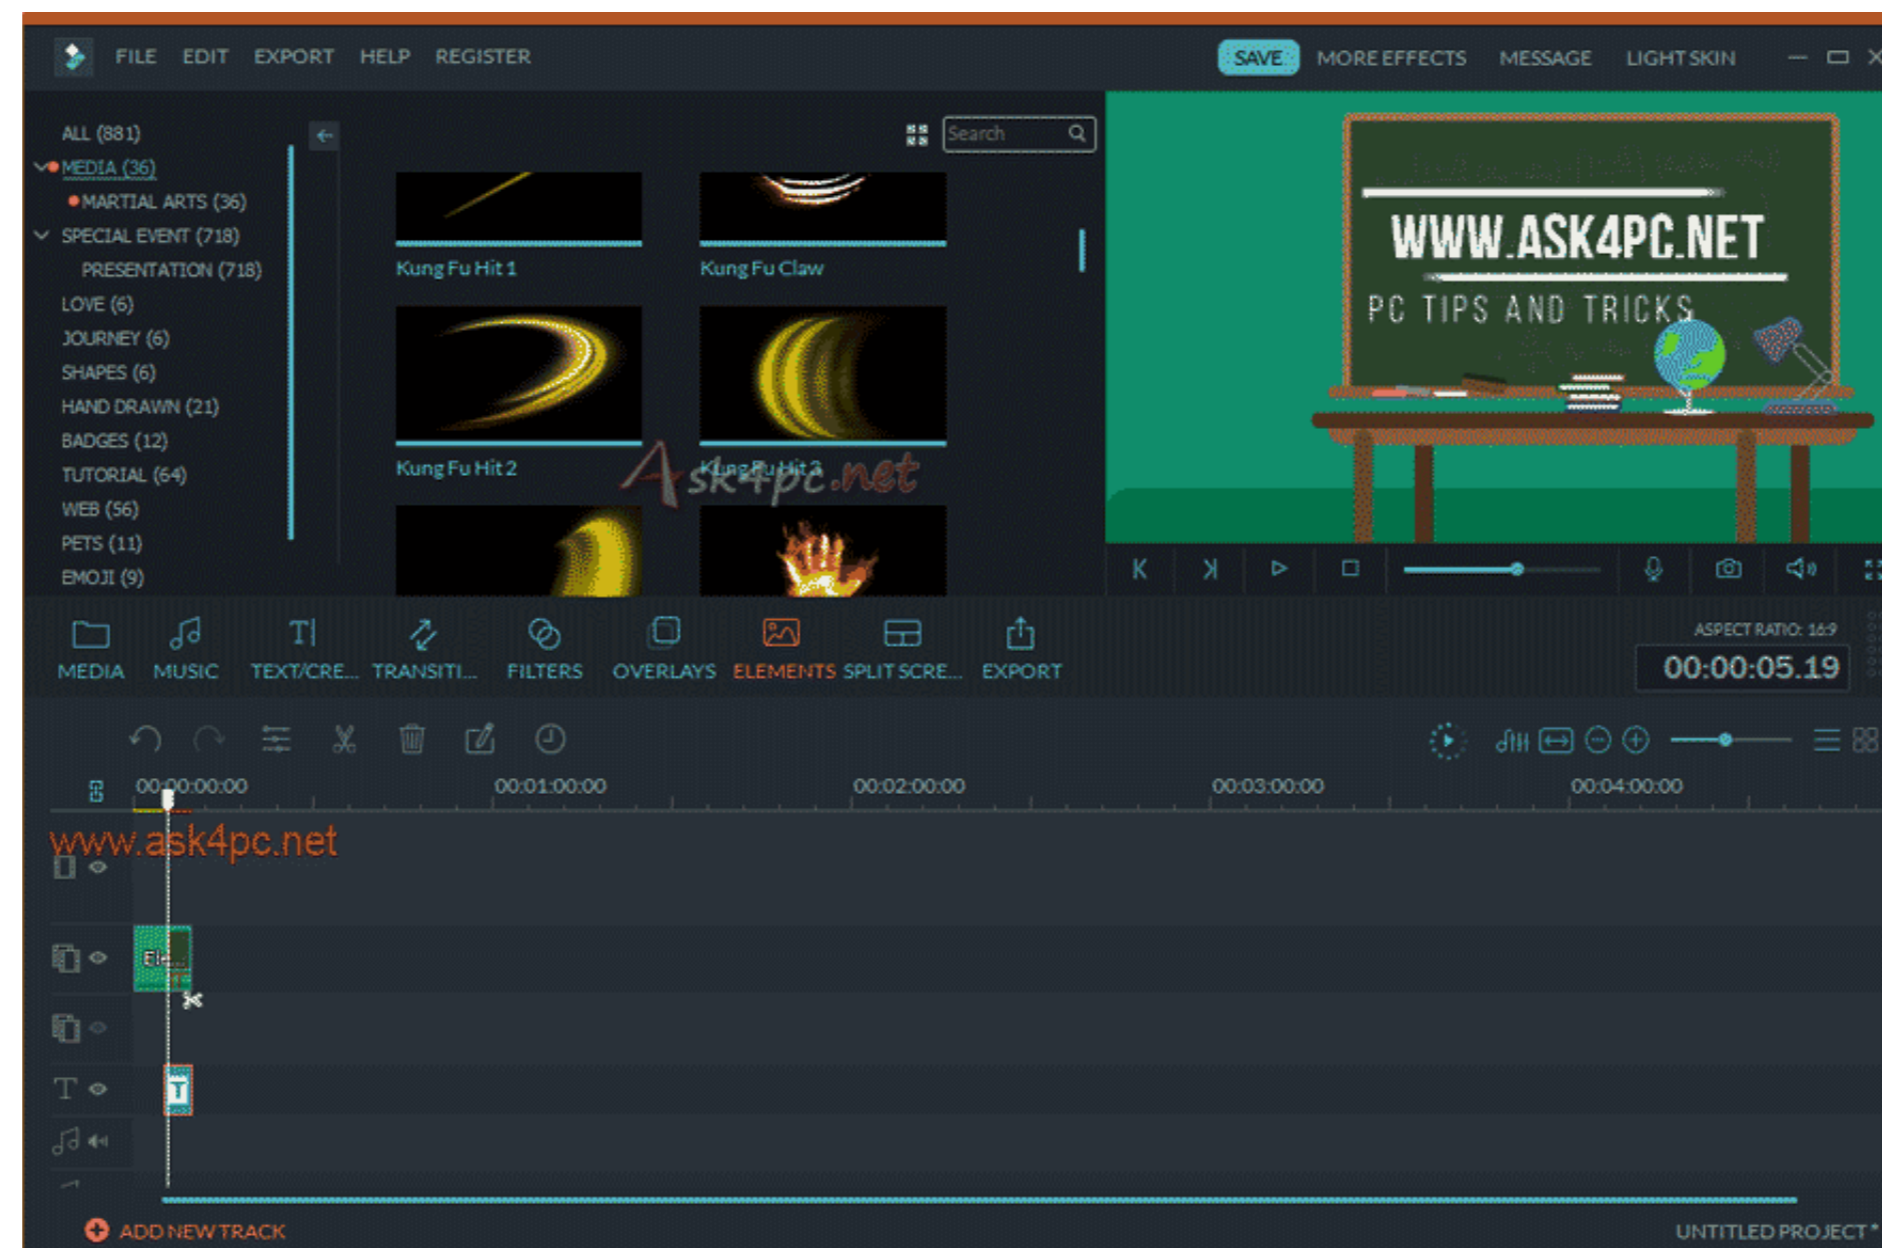 FILE EDIT EXPORT HELP REGISTER
SAVE MORE EFFECTS MESSAGE LIGHT SKIN
ALL (881)
MEDIA (36)
MARTIAL ARTS (36)
SPECIAL EVENT (718)
PRESENTATION (718)
LOVE (6)
JOURNEY (6)
SHAPES (6)
HAND DRAWN (21)
BADGES (12)
TUTORIAL (64)
WEB (56)
PETS (11)
EMOJI (9)
Search
Kung Fu Hit 1
Kung Fu Claw
Kung Fu Hit 2
Kung Fu Hit 3
Ask4pc.net
WWW.ASK4PC.NET
PC TIPS AND TRICKS
MEDIA MUSIC TEXT/CRE... TRANSITI... FILTERS OVERLAYS ELEMENTS SPLIT SCRE... EXPORT
ASPECT RATIO: 16:9
00:00:05.19
00:00:00:00 00:01:00:00 00:02:00:00 00:03:00:00 00:04:00:00
www.ask4pc.net
Ele...
T
T
ADD NEW TRACK
UNTITLED PROJECT *